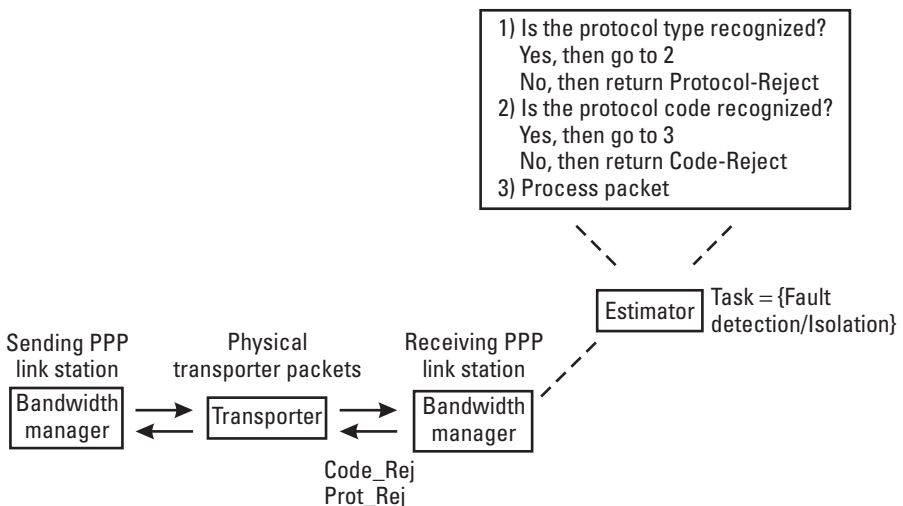 1) Is the protocol type recognized?
Yes, then go to 2
No, then return Protocol-Reject
2) Is the protocol code recognized?
Yes, then go to 3
No, then return Code-Reject
3) Process packet
Estimator
Task = {Fault
detection/Isolation}
Sending PPP
link station
Physical
transporter packets
Receiving PPP
link station
Bandwidth
manager
Transporter
Bandwidth
manager
Code_Rej
Prot_Rej